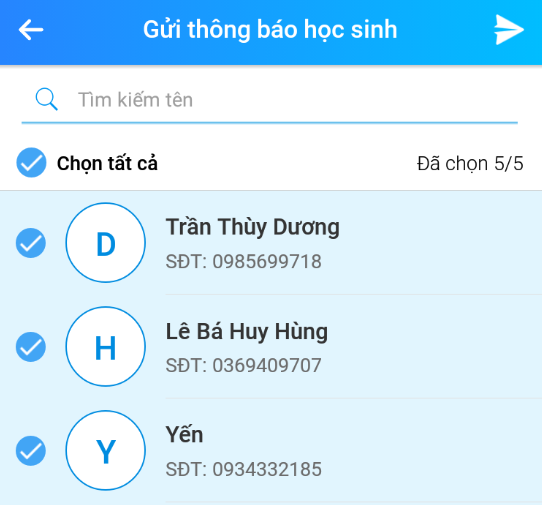 Gửi thông báo học sinh
Tìm kiếm tên
Chọn tất cả
Đã chọn 5/5
D
Trần Thùy Dương
SĐT: 0985699718
H
Lê Bá Huy Hùng
SĐT: 0369409707
Y
Yến
SĐT: 0934332185